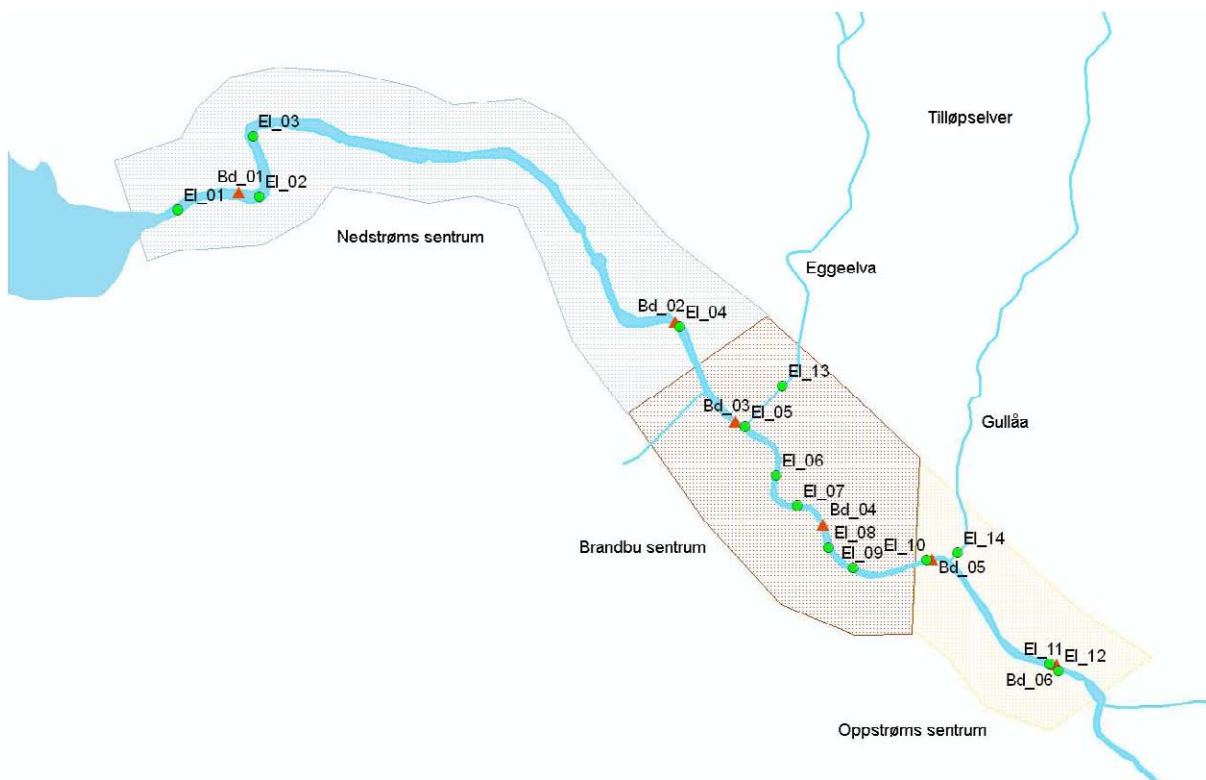 Tilløpselver
El_03
Bd_01
El_02
El_01
Nedstrøms sentrum
Eggeelva
Bd_02
El_04
El_13
Bd_03
El_05
Gullåa
El_06
El_07
Bd_04
El_08
El_10
El_14
Brandbu sentrum
El_09
Bd_05
El_11
El_12
Bd_06
Oppstrøms sentrum